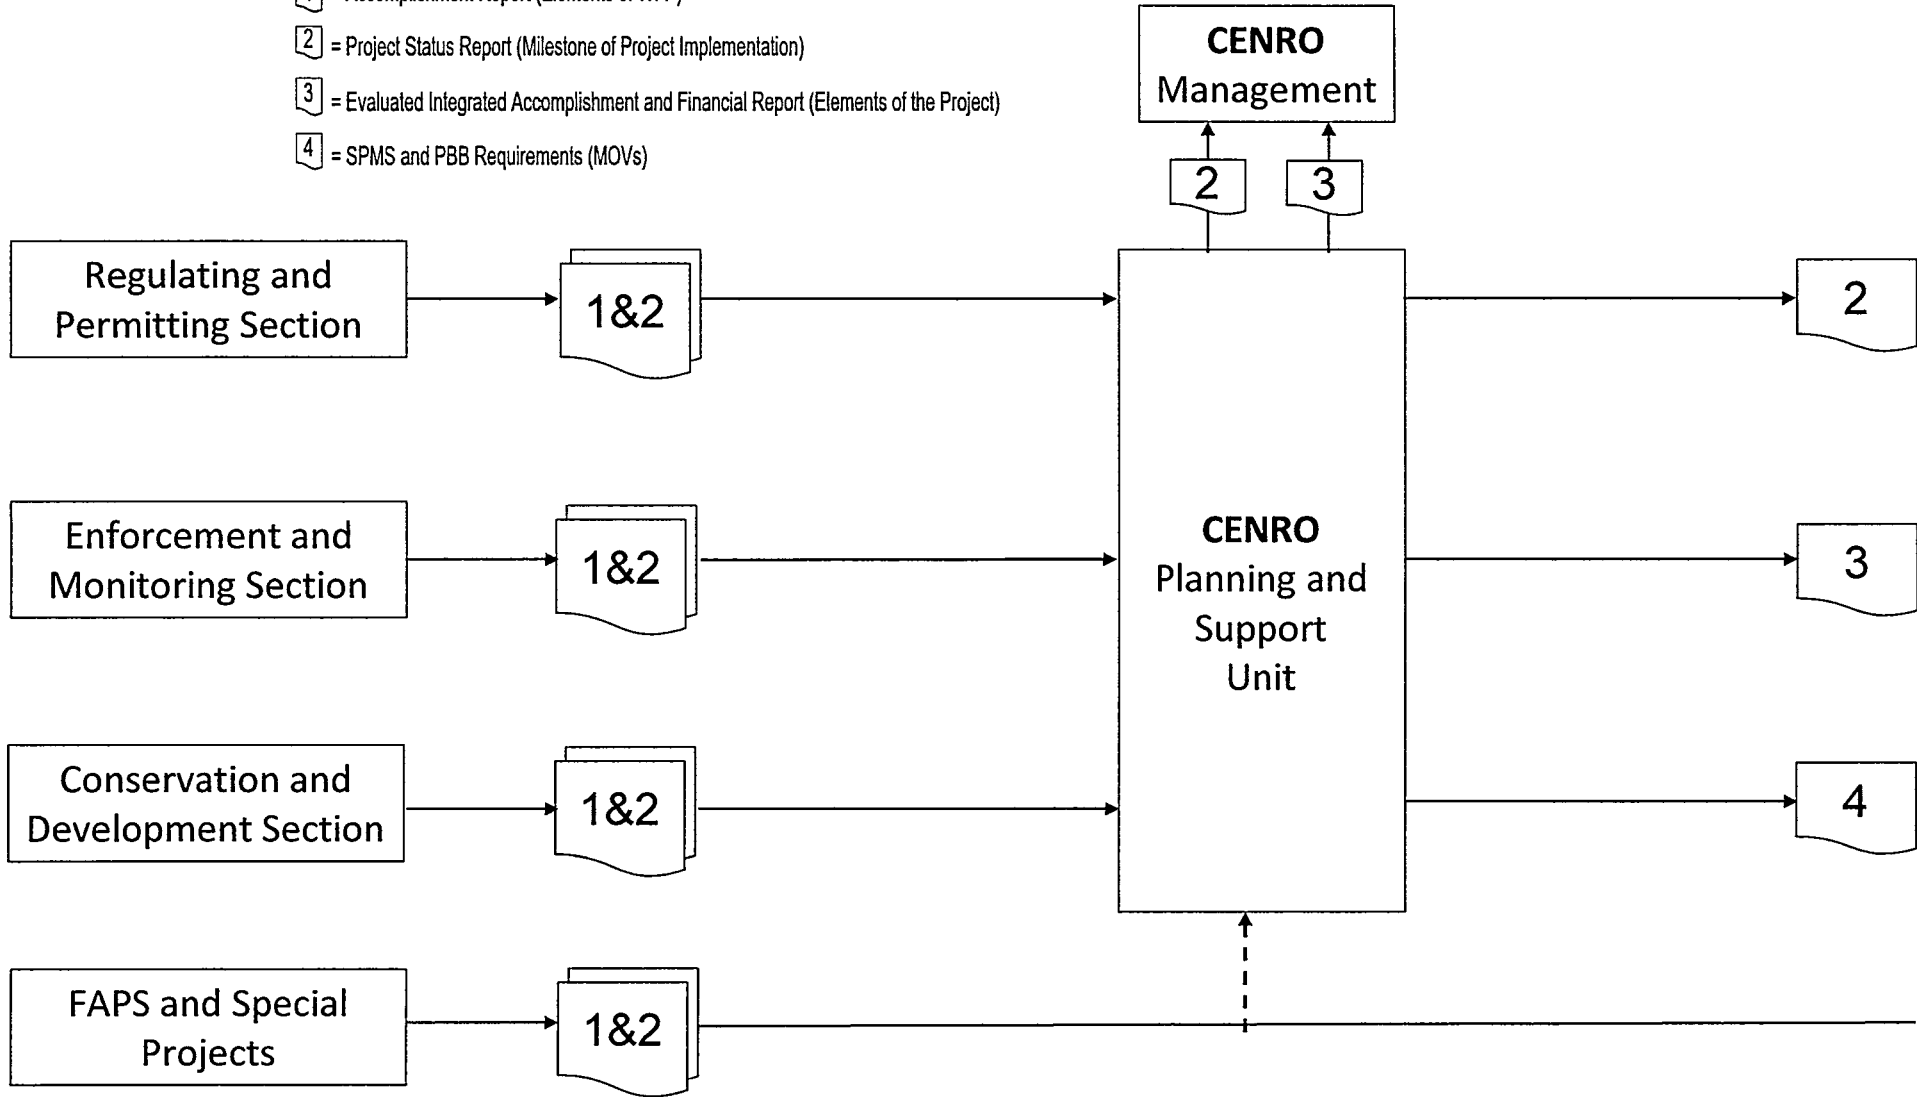 2 = Project Status Report (Milestone of Project Implementation)
3 = Evaluated Integrated Accomplishment and Financial Report (Elements of the Project)
4 = SPMS and PBB Requirements (MOVs)
CENRO
Management
2 3
Regulating and
Permitting Section
1&2
2
Enforcement and
Monitoring Section
1&2
CENRO
Planning and
Support
Unit
3
Conservation and
Development Section
1&2
4
FAPS and Special
Projects
1&2